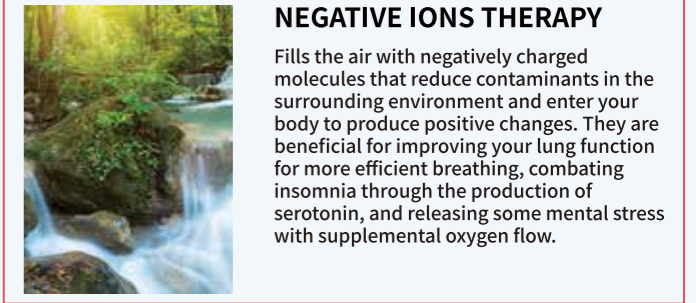 NEGATIVE IONS THERAPY
Fills the air with negatively charged
molecules that reduce contaminants in the
surrounding environment and enter your
body to produce positive changes. They are
beneficial for improving your lung function
for more efficient breathing, combating
insomnia through the production of
serotonin, and releasing some mental stress
with supplemental oxygen flow.